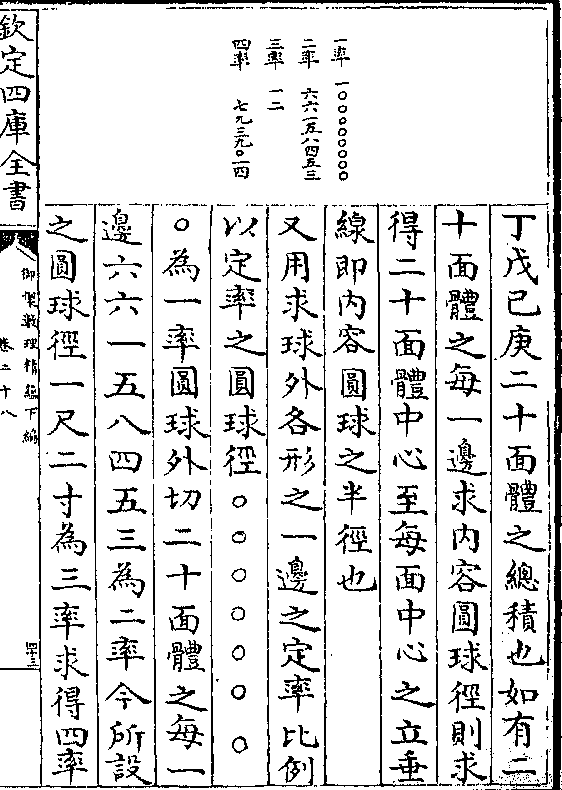 丁戊己庚二十面體之總積也如有二
十面體之每一邊求内容圓球徑則求
得二十面體中心至每面中心之立垂
線即内容圓球之半徑也
又用求球外各形之一邊之定率比例
以定率之圓球徑〇〇〇〇〇〇〇
〇為一率圓球外切二十面體之每一
邊六六一五八四五三為二率今所設
之圓球徑一尺二寸為三率求得四率
一率 一〇〇〇〇〇〇〇〇
二率 六六一五八四五三
三率 一二
四率 七九三九〇一四
欽定四庫全書
御製數理精蘊下編
卷二十八
四十三